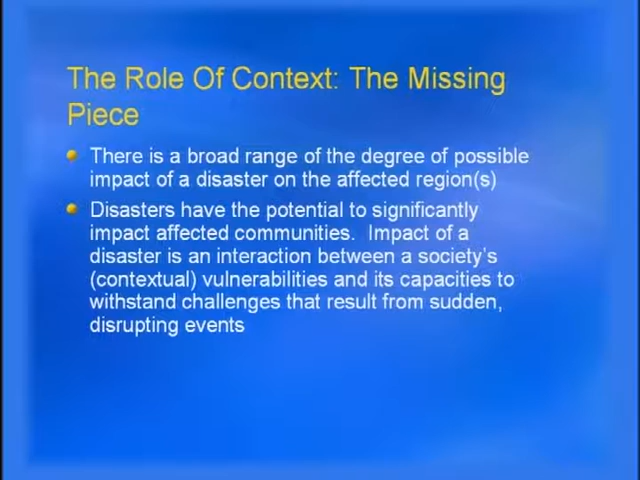 The Role Of Context: The Missing
Piece
There is a broad range of the degree of possible
impact of a disaster on the affected region(s)
Disasters have the potential to significantly
impact affected communities.  Impact of a
disaster is an interaction between a society's
(contextual) vulnerabilities and its capacities to
withstand challenges that result from sudden,
disrupting events